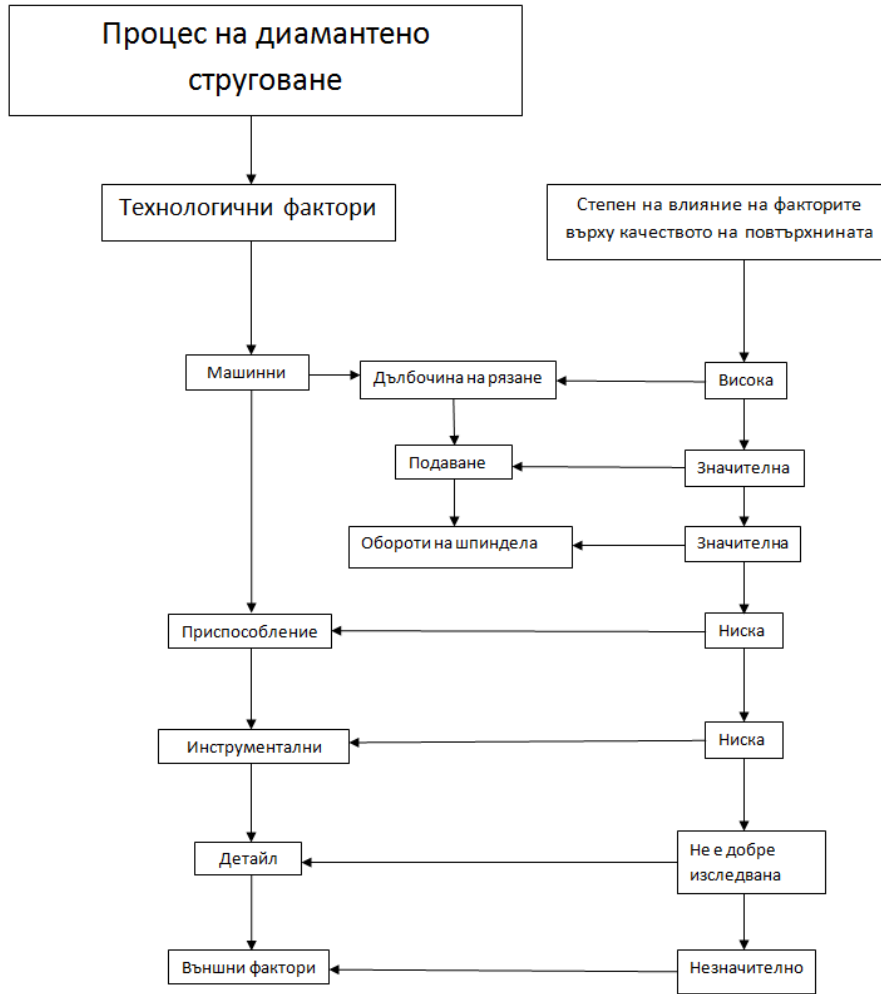 Процес на диамантено
струговане
Технологични фактори
Степен на влияние на факторите
върху качеството на повтърхнината
Машинни
Дълбочина на рязане
Висока
Подаване
Значителна
Обороти на шпиндела
Значителна
Приспособление
Ниска
Инструментални
Ниска
Детайл
Не е добре
изследвана
Външни фактори
Незначително